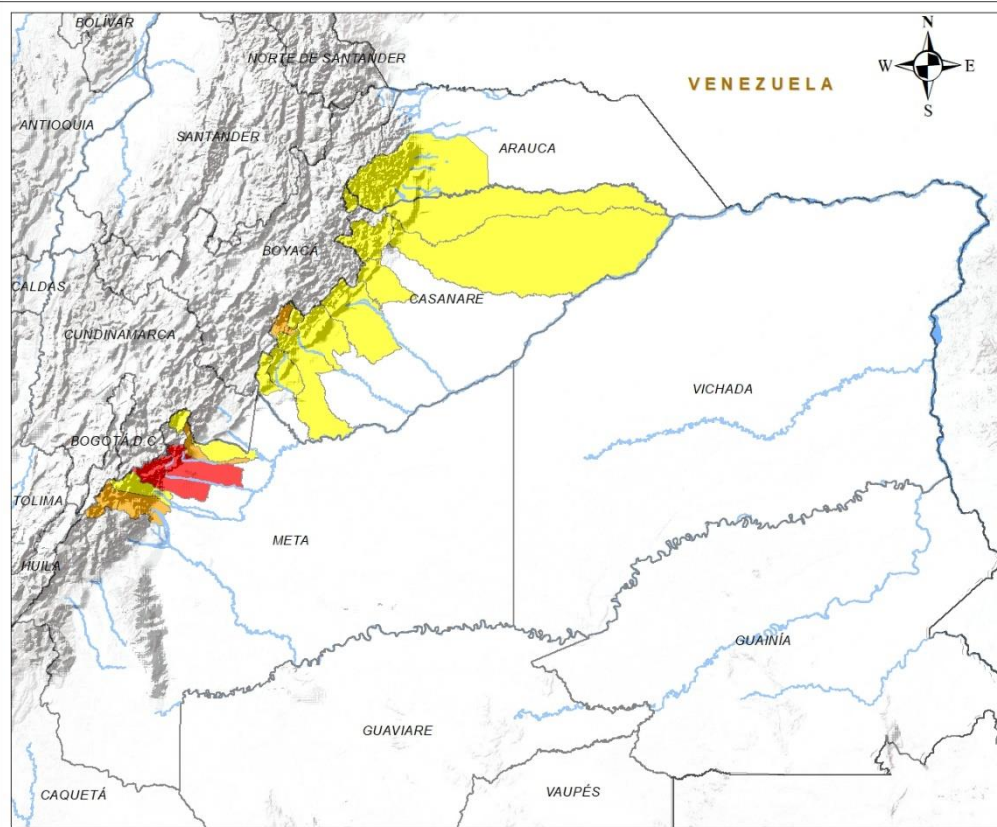 BOLÍVAR
N
NORTE DE SANTANDER
W E
VENEZUELA
S
ANTIOQUIA
SANTANDER
ARAUCA
BOYACÁ
CALDAS
CASANARE
CUNDINAMARCA
VICHADA
BOGOTÁ D.C
TOLIMA
META
HUILA
GUAINÍA
GUAVIARE
CAQUETÁ
VAUPÉS